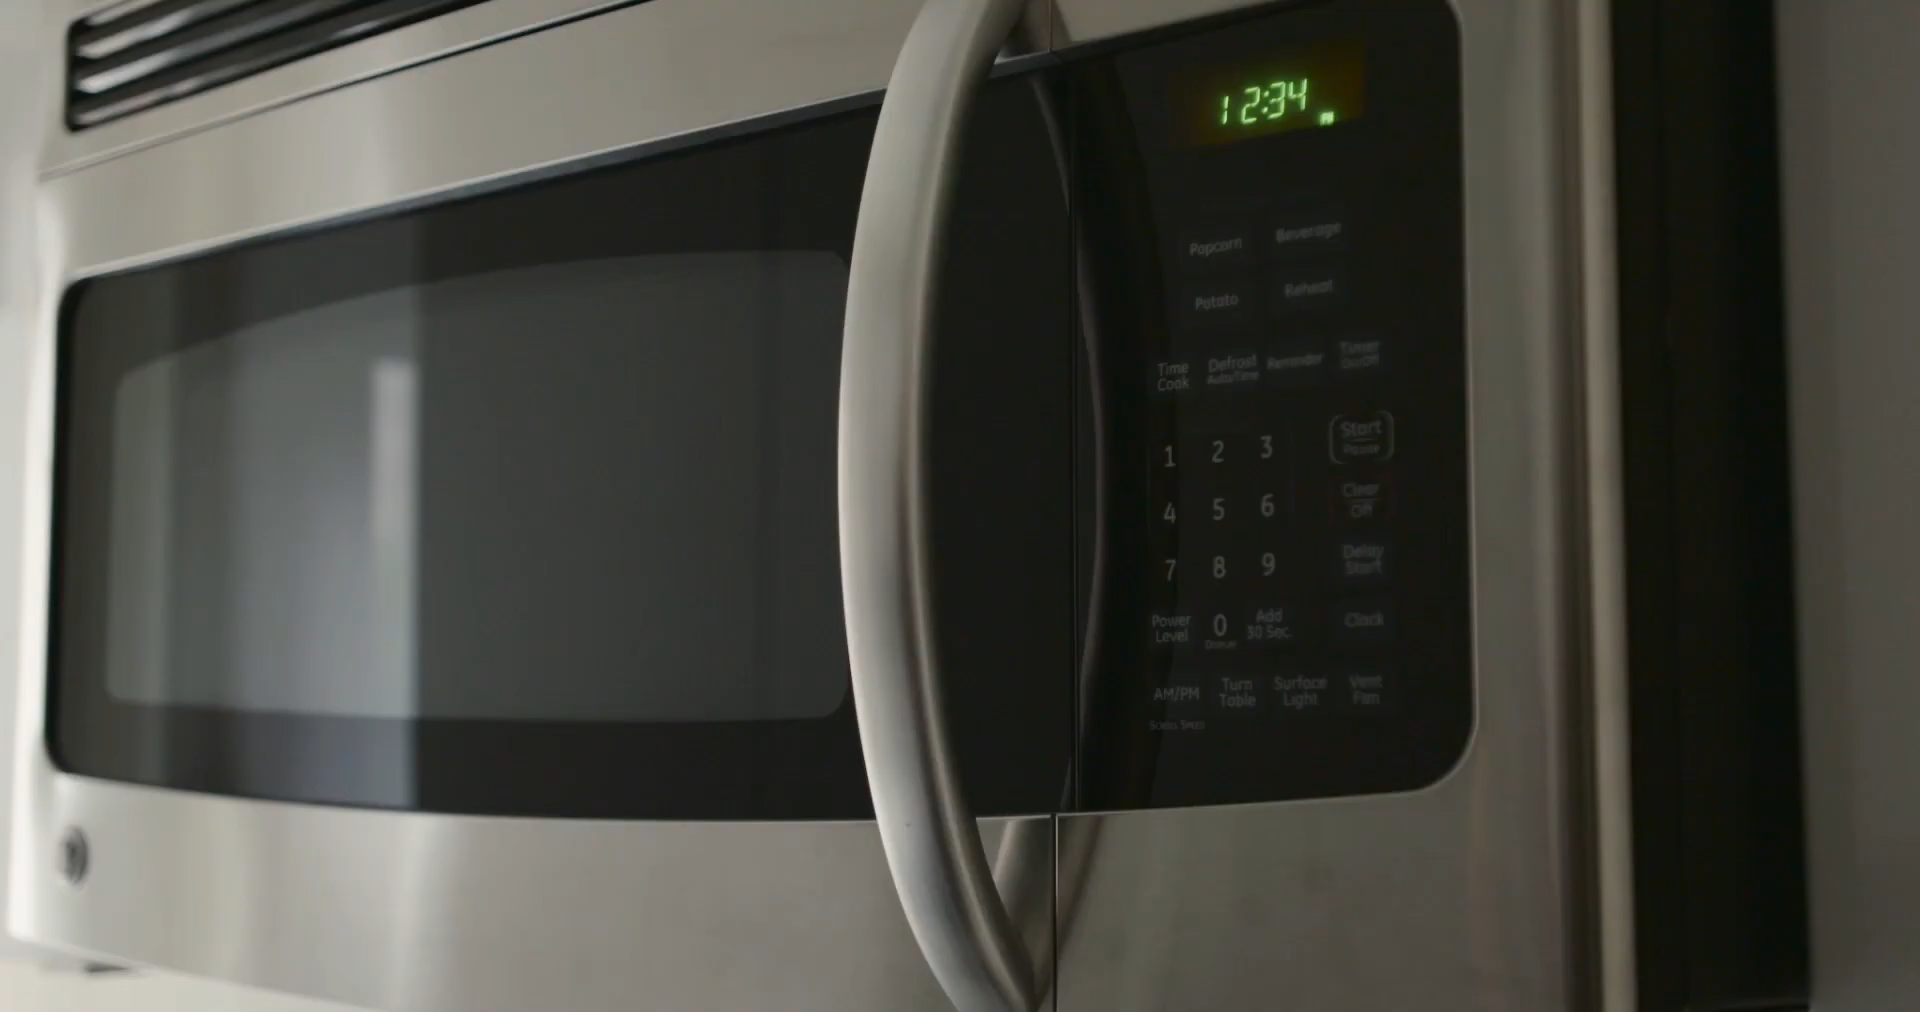 12:34 PM
Popcorn Beverage
Potato Reheat
Time Cook
Defrost Auto/Time
Reminder
Timer On/Off
1 2 3
Start Pause
4 5 6
Clear Off
7 8 9
Delay Start
Power Level
0
Add 30 Sec.
Clock
AM/PM
Turn Table
Surface Light
Vent Fan